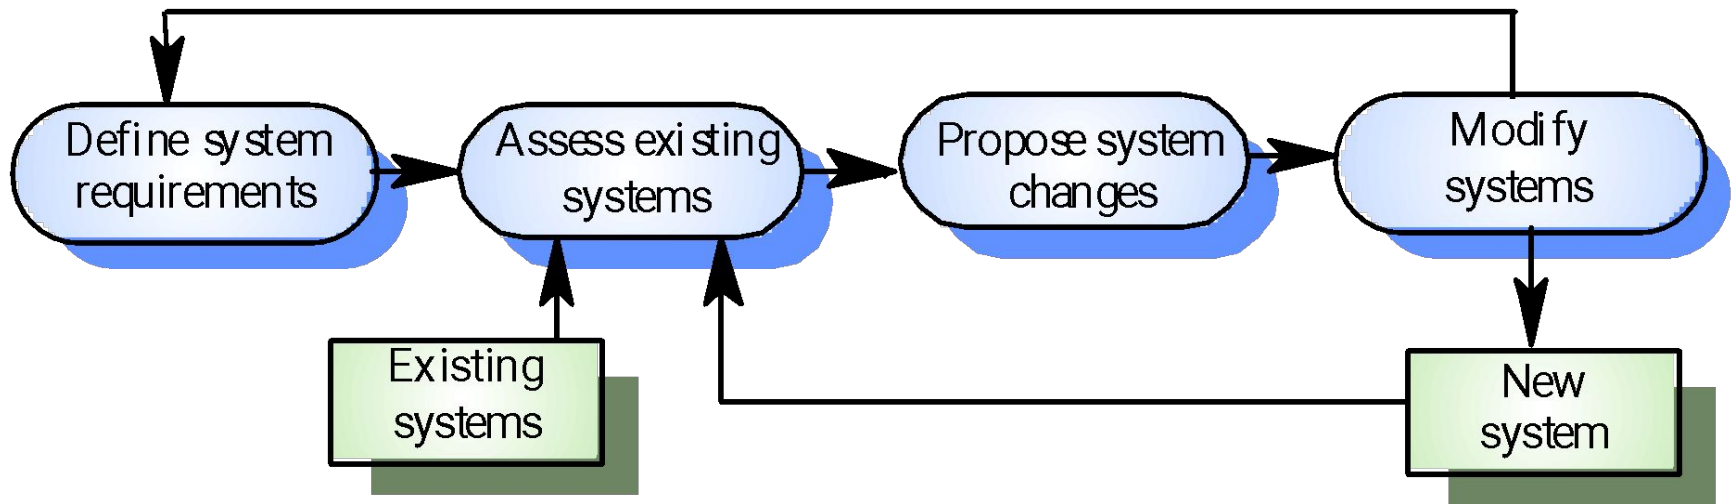 Define system
requirements
Assess existing
systems
Propose system
changes
Modify
systems
Existing
systems
New
system